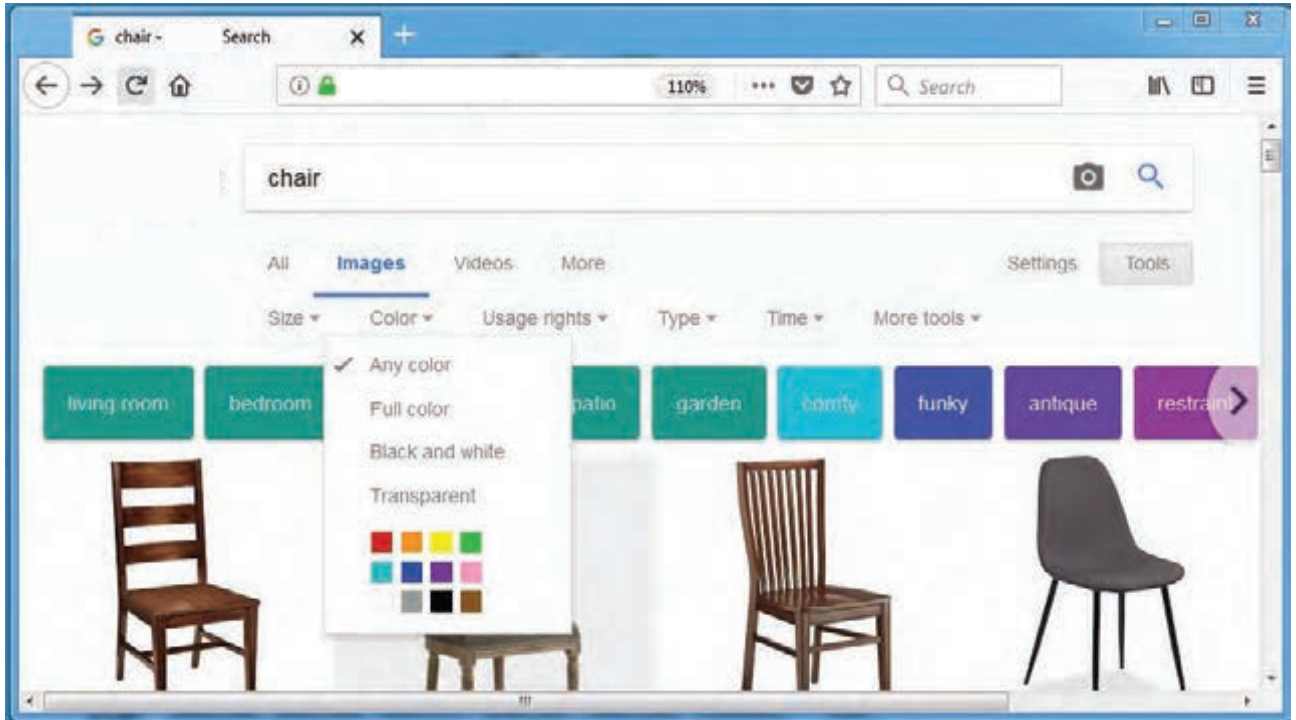 chair - Search
110%
Search
chair
All Images Videos More Settings Tools
Size Color Usage rights Type Time More tools
Any color
living room bedroom patio garden comfy funky antique
Full color
Black and white
Transparent